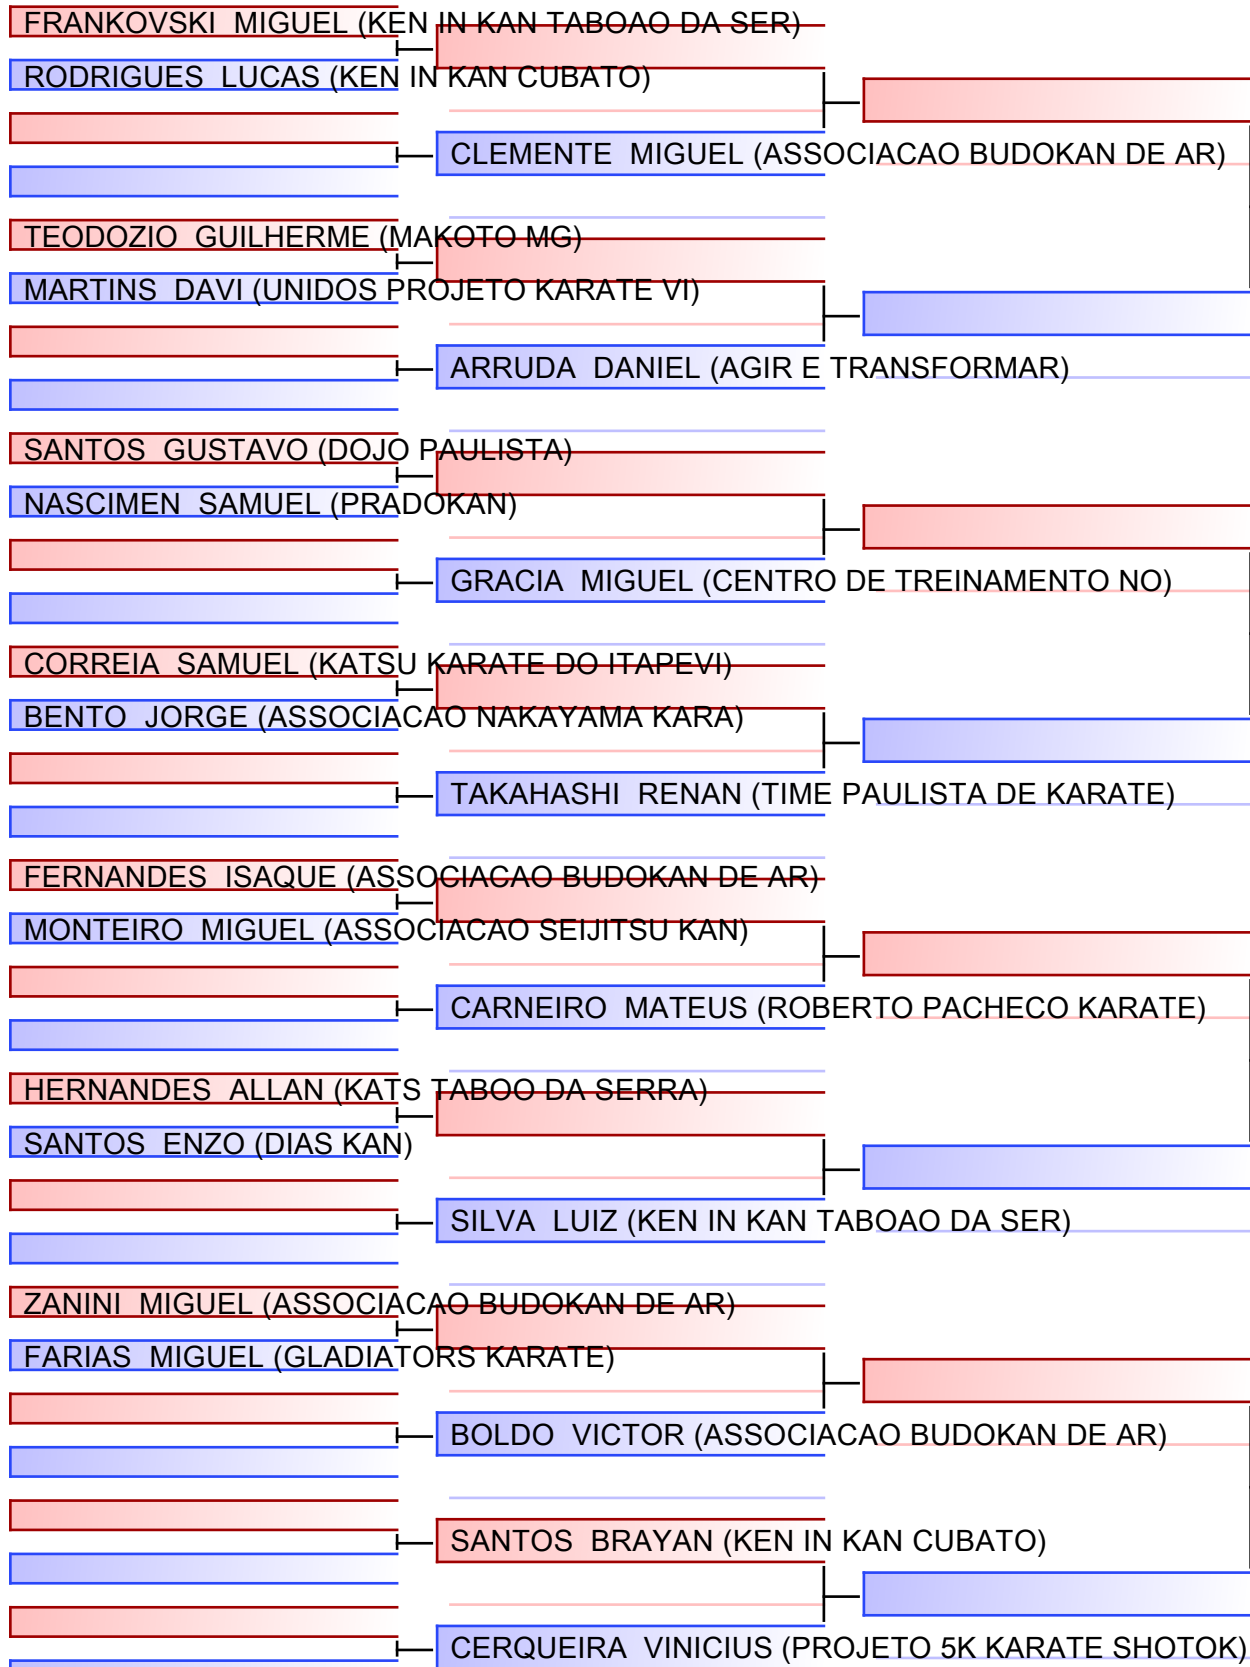 FRANKOVSKI MIGUEL (KEN IN KAN TABOAO DA SER)
RODRIGUES LUCAS (KEN IN KAN CUBATO)
CLEMENTE MIGUEL (ASSOCIACAO BUDOKAN DE AR)
TEODOZIO GUILHERME (MAKOTO MG)
MARTINS DAVI (UNIDOS PROJETO KARATE VI)
ARRUDA DANIEL (AGIR E TRANSFORMAR)
SANTOS GUSTAVO (DOJO PAULISTA)
NASCIMEN SAMUEL (PRADOKAN)
GRACIA MIGUEL (CENTRO DE TREINAMENTO NO)
CORREIA SAMUEL (KATSU KARATE DO ITAPEVI)
BENTO JORGE (ASSOCIACAO NAKAYAMA KARA)
TAKAHASHI RENAN (TIME PAULISTA DE KARATE)
FERNANDES ISAQUE (ASSOCIACAO BUDOKAN DE AR)
MONTEIRO MIGUEL (ASSOCIACAO SEIJITSU KAN)
CARNEIRO MATEUS (ROBERTO PACHECO KARATE)
HERNANDES ALLAN (KATS TABOO DA SERRA)
SANTOS ENZO (DIAS KAN)
SILVA LUIZ (KEN IN KAN TABOAO DA SER)
ZANINI MIGUEL (ASSOCIACAO BUDOKAN DE AR)
FARIAS MIGUEL (GLADIATORS KARATE)
BOLDO VICTOR (ASSOCIACAO BUDOKAN DE AR)
SANTOS BRAYAN (KEN IN KAN CUBATO)
CERQUEIRA VINICIUS (PROJETO 5K KARATE SHOTOK)